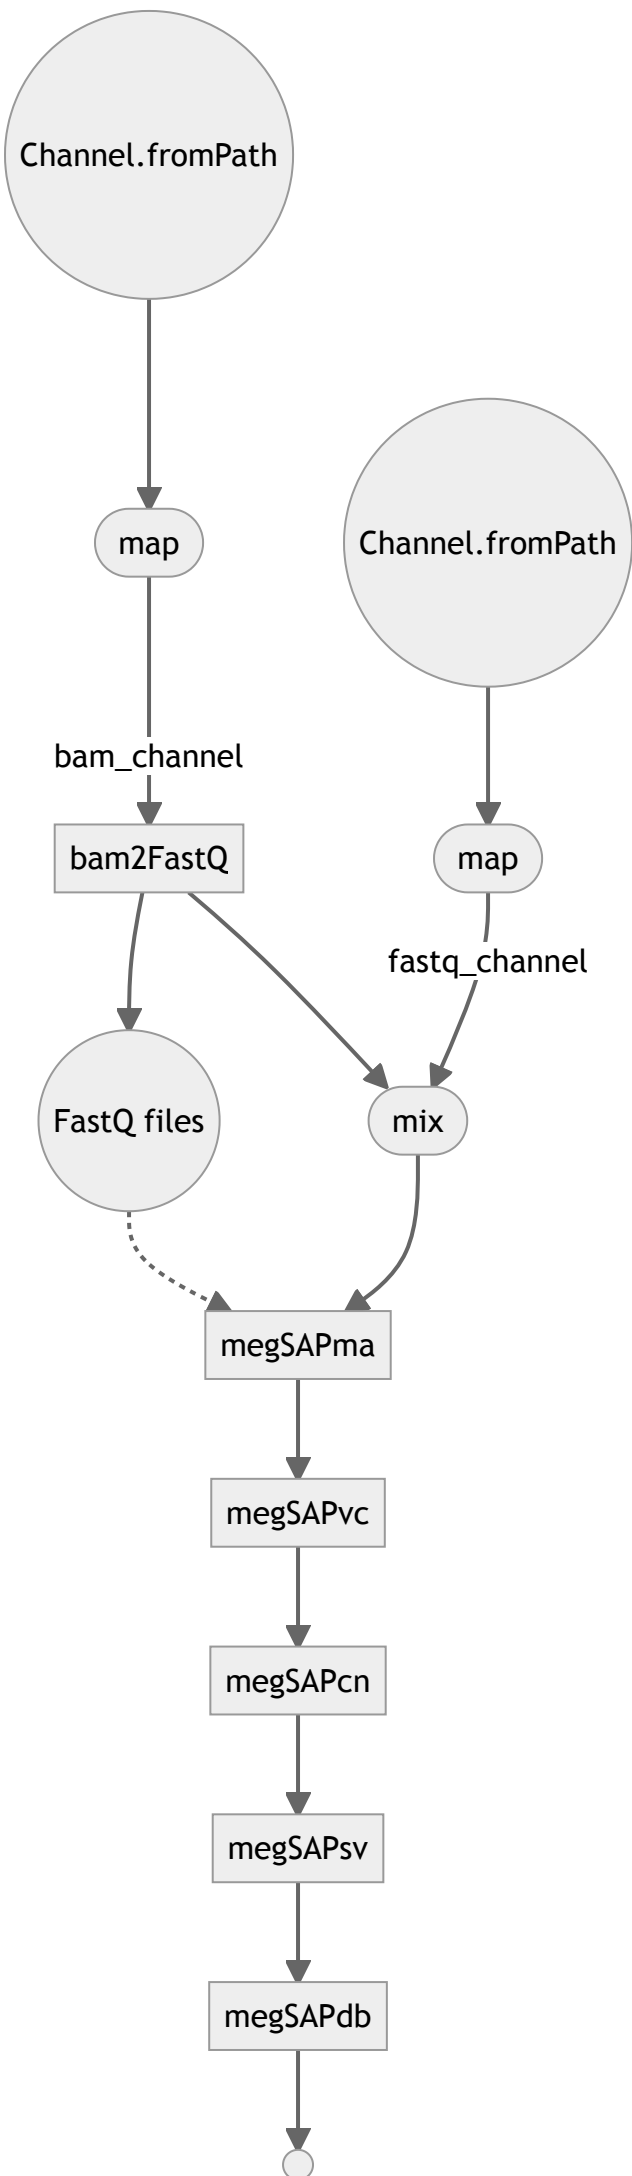 Channel.fromPath
map
Channel.fromPath
bam_channel
bam2FastQ
map
fastq_channel
FastQ files
mix
megSAPma
megSAPvc
megSAPcn
megSAPsv
megSAPdb